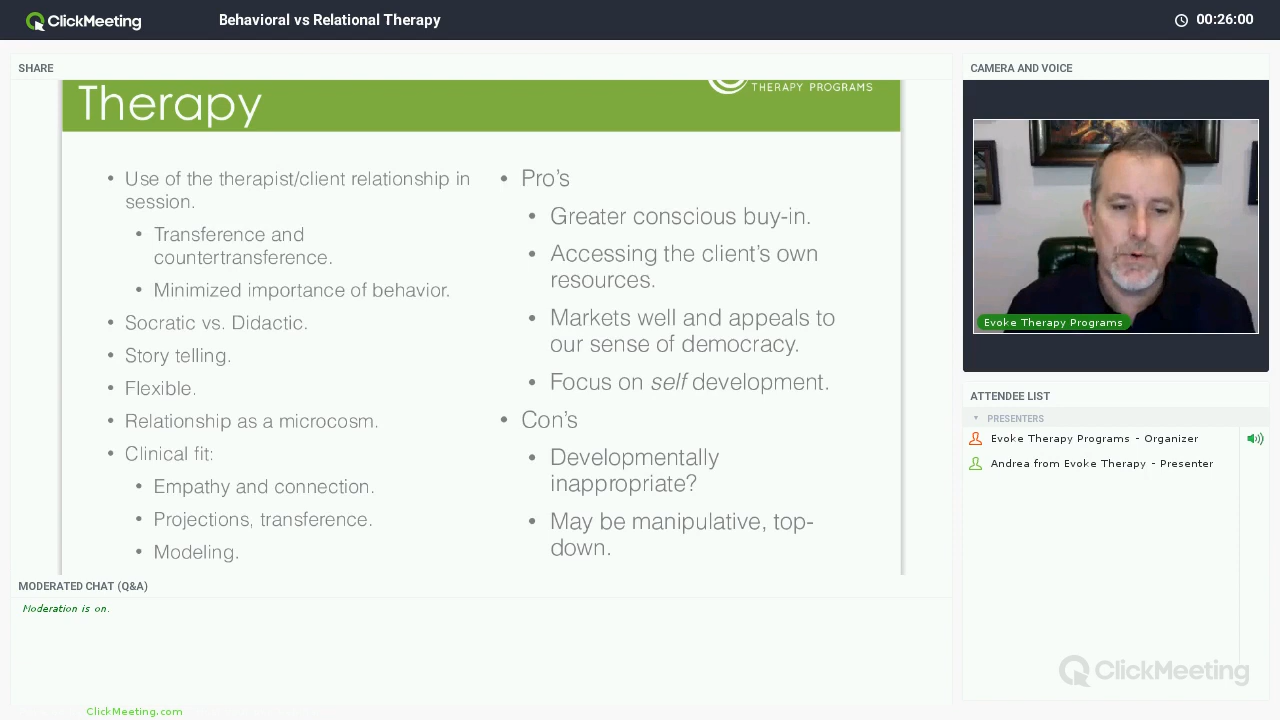 ClickMeeting
Behavioral vs Relational Therapy
00:26:00
SHARE
Therapy
THERAPY PROGRAMS
• Use of the therapist/client relationship in
session.
• Transference and
countertransference.
• Minimized importance of behavior.
• Socratic vs. Didactic.
• Story telling.
• Flexible.
• Relationship as a microcosm.
• Clinical fit:
• Empathy and connection.
• Projections, transference.
• Modeling.
• Pro's
• Greater conscious buy-in.
• Accessing the client's own
resources.
• Markets well and appeals to
our sense of democracy.
• Focus on self development.
• Con's
• Developmentally
inappropriate?
• May be manipulative, top-
down.
MODERATED CHAT (Q&A)
Moderation is on.
ClickMeeting.com
CAMERA AND VOICE
Evoke Therapy Programs
ATTENDEE LIST
PRESENTERS
Evoke Therapy Programs - Organizer
Andrea from Evoke Therapy - Presenter
ClickMeeting